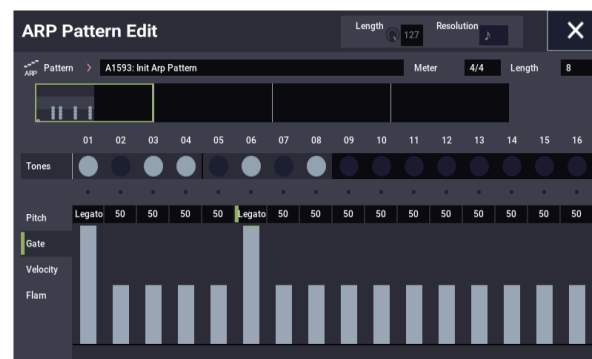 ARP Pattern Edit Length 127 Resolution
ARP Pattern > A1593: Init Arp Pattern Meter 4/4 Length 8
01 02 03 04 05 06 07 08 09 10 11 12 13 14 15 16
Tones
Pitch Legato 50 50 50 50 Legato 50 50 50 50 50 50 50 50 50 50
Gate
Velocity
Flam